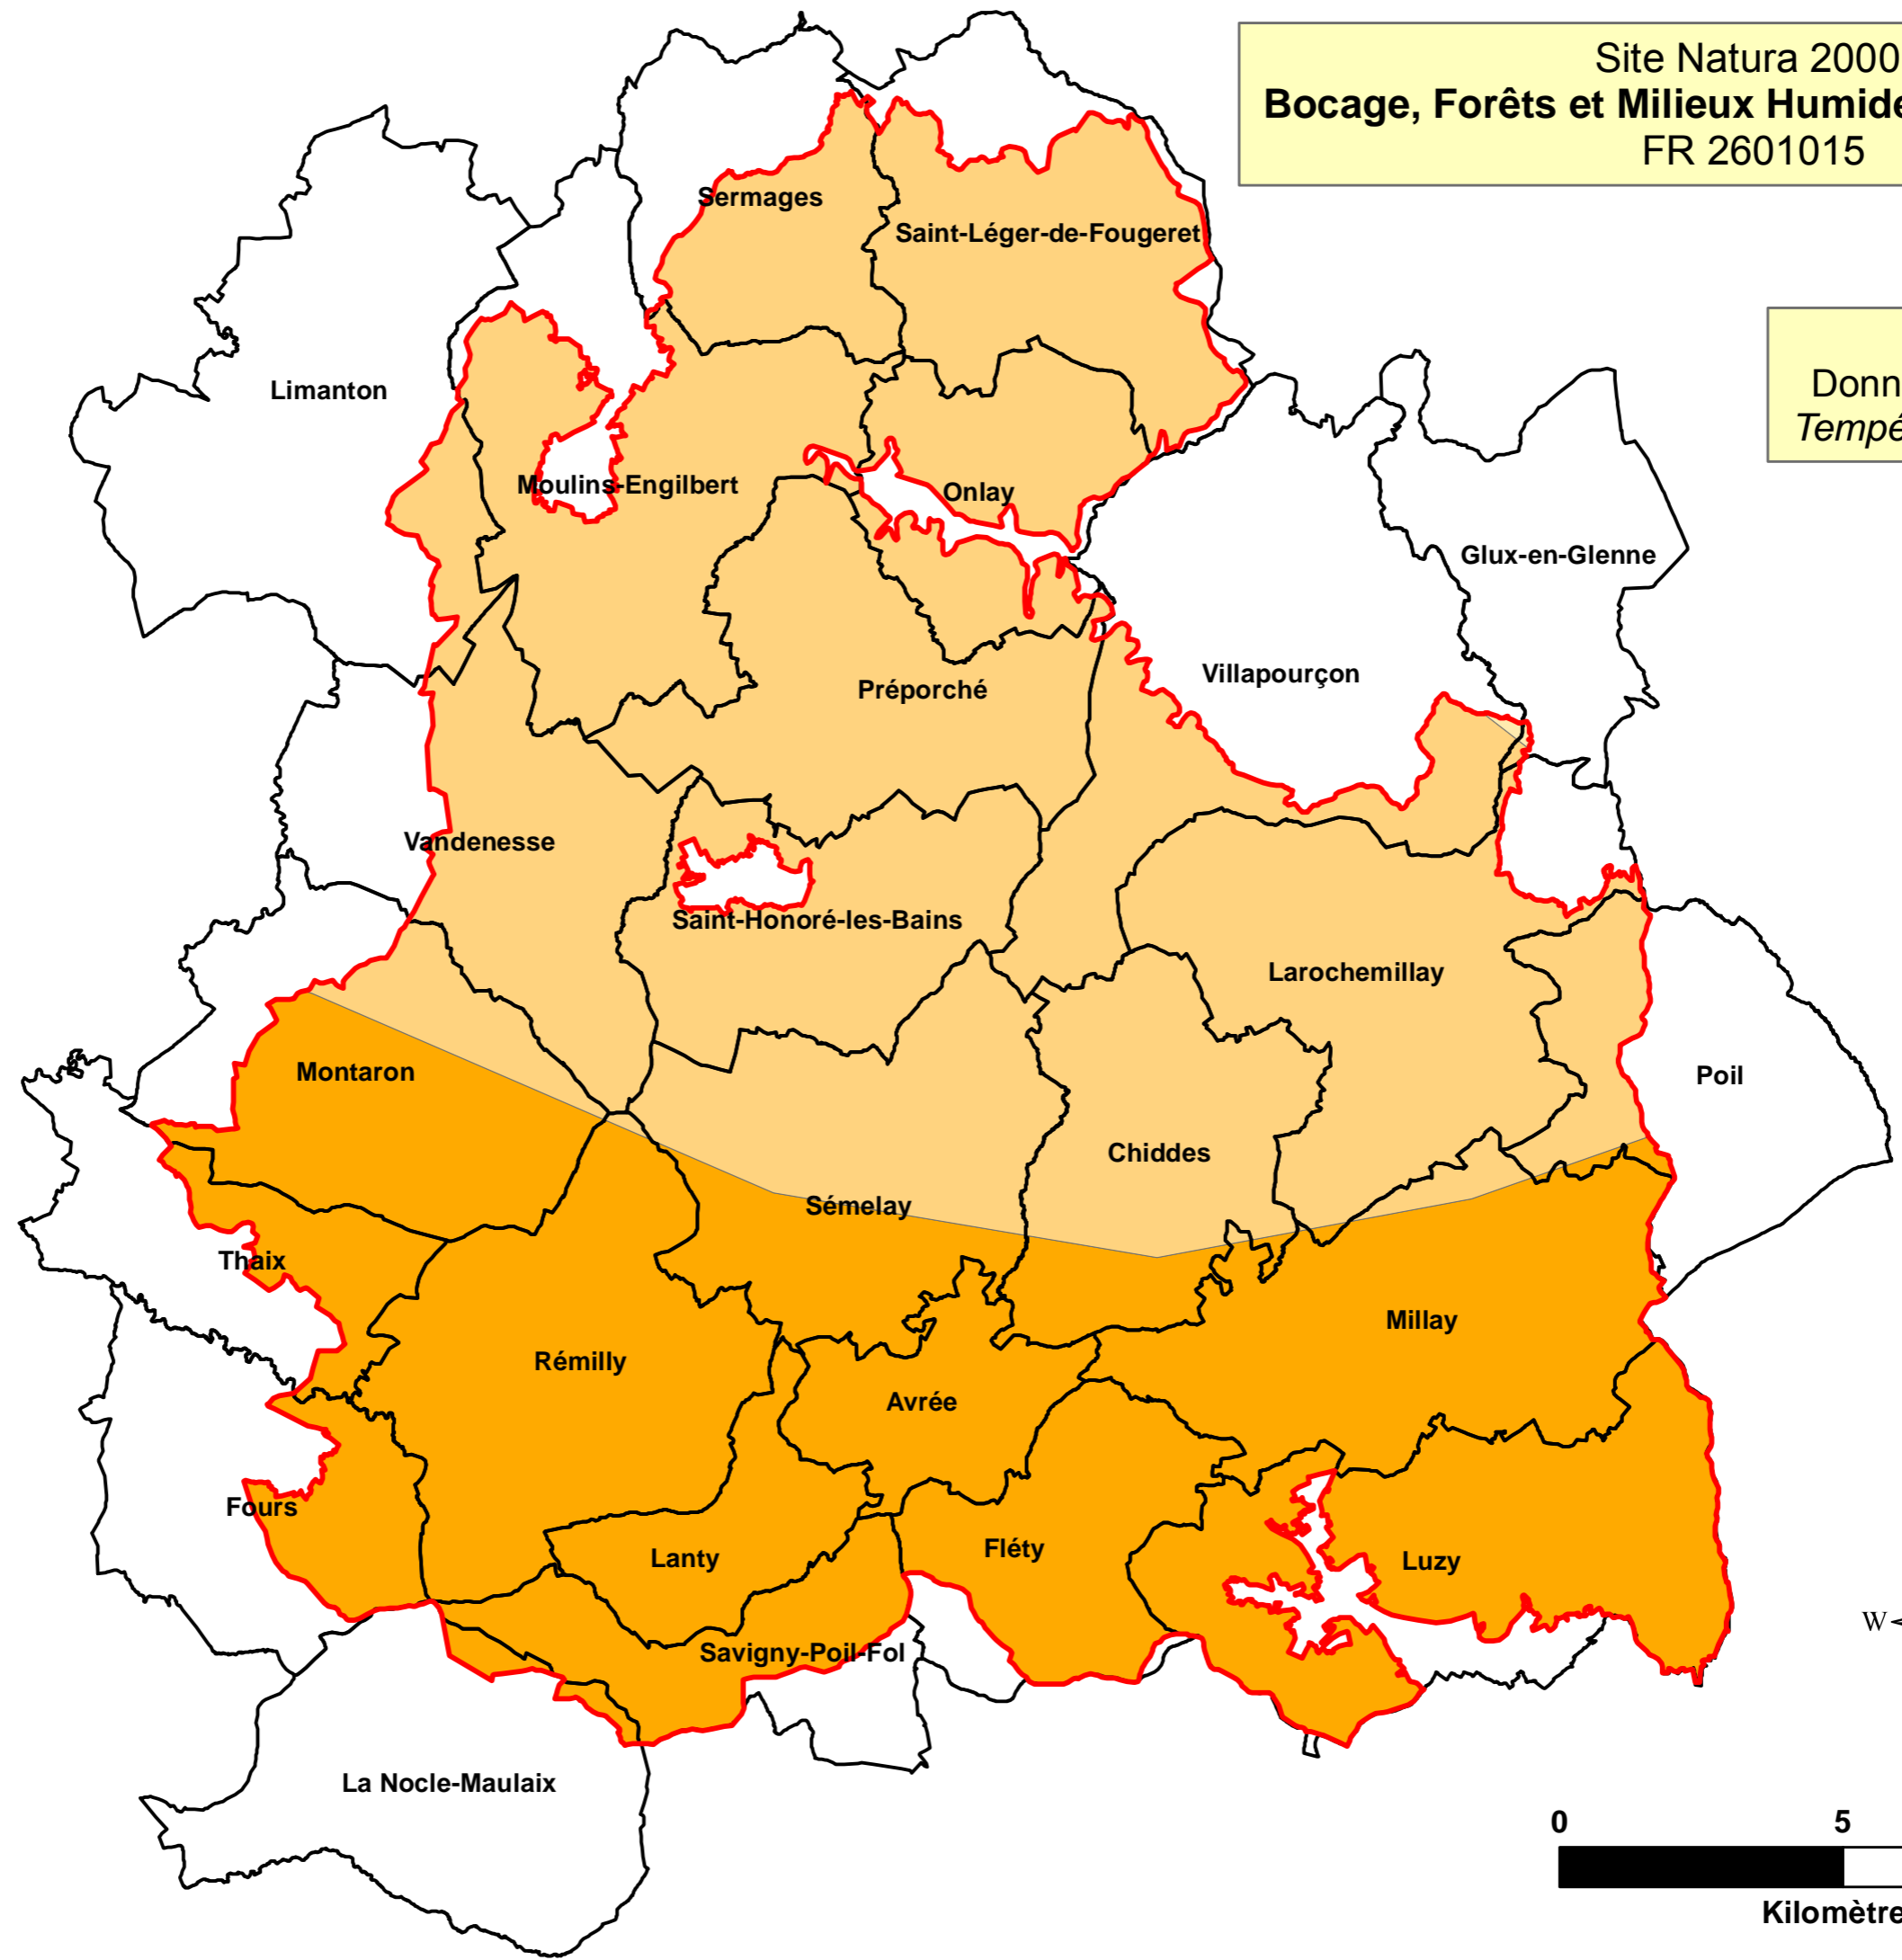 Site Natura 2000
Bocage, Forêts et Milieux Humide
FR 2601015
Donn
Tempé
Sermages
Saint-Léger-de-Fougeret
Limanton
Moulins-Engilbert
Onlay
Glux-en-Glenne
Villapourçon
Préporché
Vandenesse
Saint-Honoré-les-Bains
Larochemillay
Montaron
Poil
Chiddes
Sémelay
Thaix
Millay
Rémilly
Avrée
Fours
Lanty
Fléty
Luzy
W
Savigny-Poil-Fol
La Nocle-Maulaix
0 5
Kilomètre